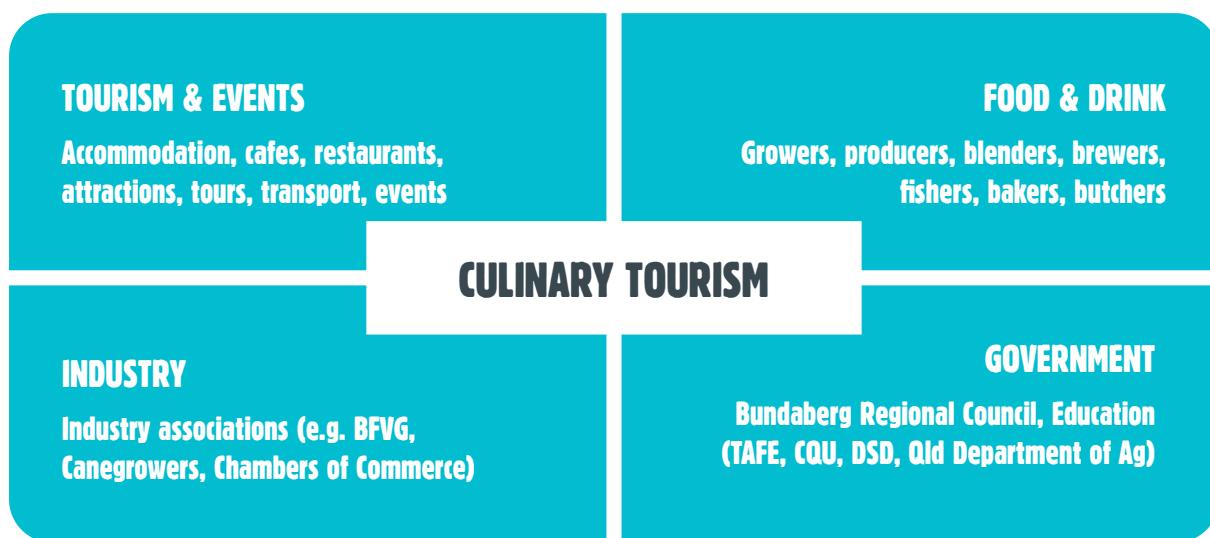 TOURISM & EVENTS
Accommodation, cafes, restaurants,
attractions, tours, transport, events
FOOD & DRINK
Growers, producers, blenders, brewers,
fishers, bakers, butchers
CULINARY TOURISM
INDUSTRY
Industry associations (e.g. BFVG,
Canegrowers, Chambers of Commerce)
GOVERNMENT
Bundaberg Regional Council, Education
(TAFE, CQU, DSD, Qld Department of Ag)